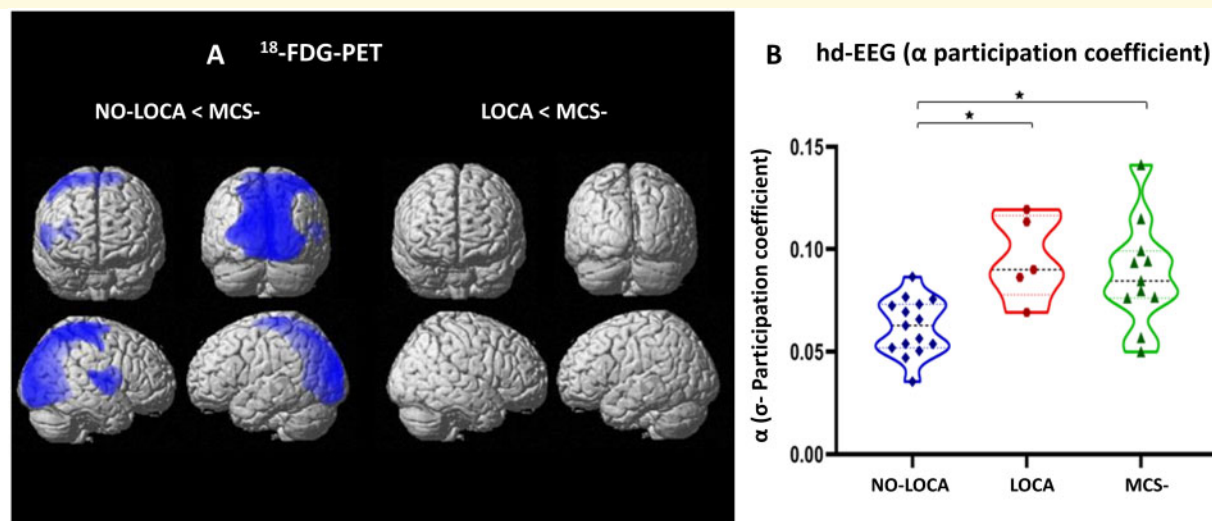 A ¹⁸-FDG-PET
NO-LOCA < MCS-
LOCA < MCS-
B hd-EEG (α participation coefficient)
α (σ- Participation coefficient)
0.15
0.10
0.05
0.00
★
★
NO-LOCA
LOCA
MCS-